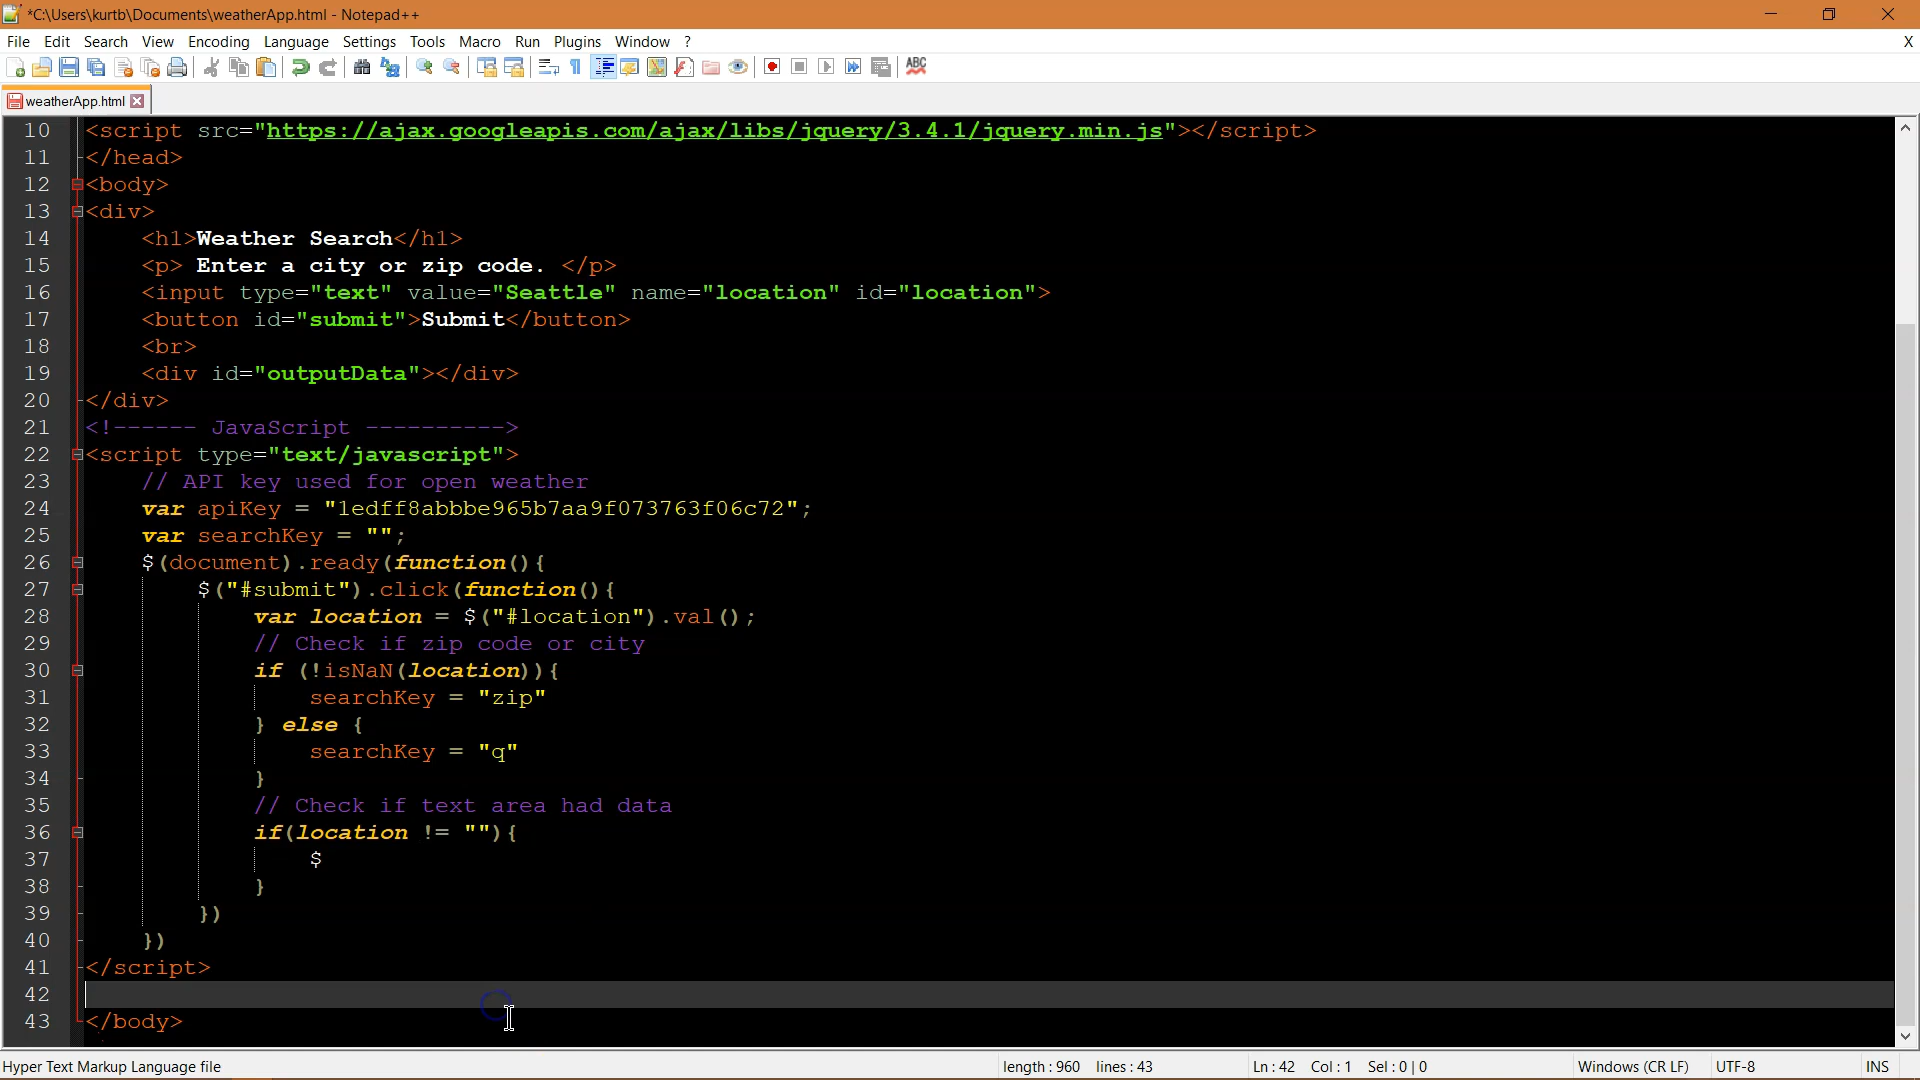 *C:\Users\kurtb\Documents\weatherApp.html - Notepad++
File Edit Search View Encoding Language Settings Tools Macro Run Plugins Window ? X
ABC
weatherApp.html
10 <script src="https://ajax.googleapis.com/ajax/libs/jquery/3.4.1/jquery.min.js"></script>
11 </head>
12 <body>
13 <div>
14 <h1>Weather Search</h1>
15 <p> Enter a city or zip code. </p>
16 <input type="text" value="Seattle" name="location" id="location">
17 <button id="submit">Submit</button>
18 <br>
19 <div id="outputData"></div>
20 </div>
21 <!------ JavaScript ---------->
22 <script type="text/javascript">
23 // API key used for open weather
24 var apiKey = "1edff8abbbe965b7aa9f073763f06c72";
25 var searchKey = "";
26 $(document).ready(function(){
27 $("#submit").click(function(){
28 var location = $("#location").val();
29 // Check if zip code or city
30 if (!isNaN(location)){
31 searchKey = "zip"
32 } else {
33 searchKey = "q"
34 }
35 // Check if text area had data
36 if(location != ""){
37 $
38 }
39 })
40 })
41 </script>
42
43 </body>
Hyper Text Markup Language file length : 960 lines : 43 Ln : 42 Col : 1 Sel : 0 | 0 Windows (CR LF) UTF-8 INS